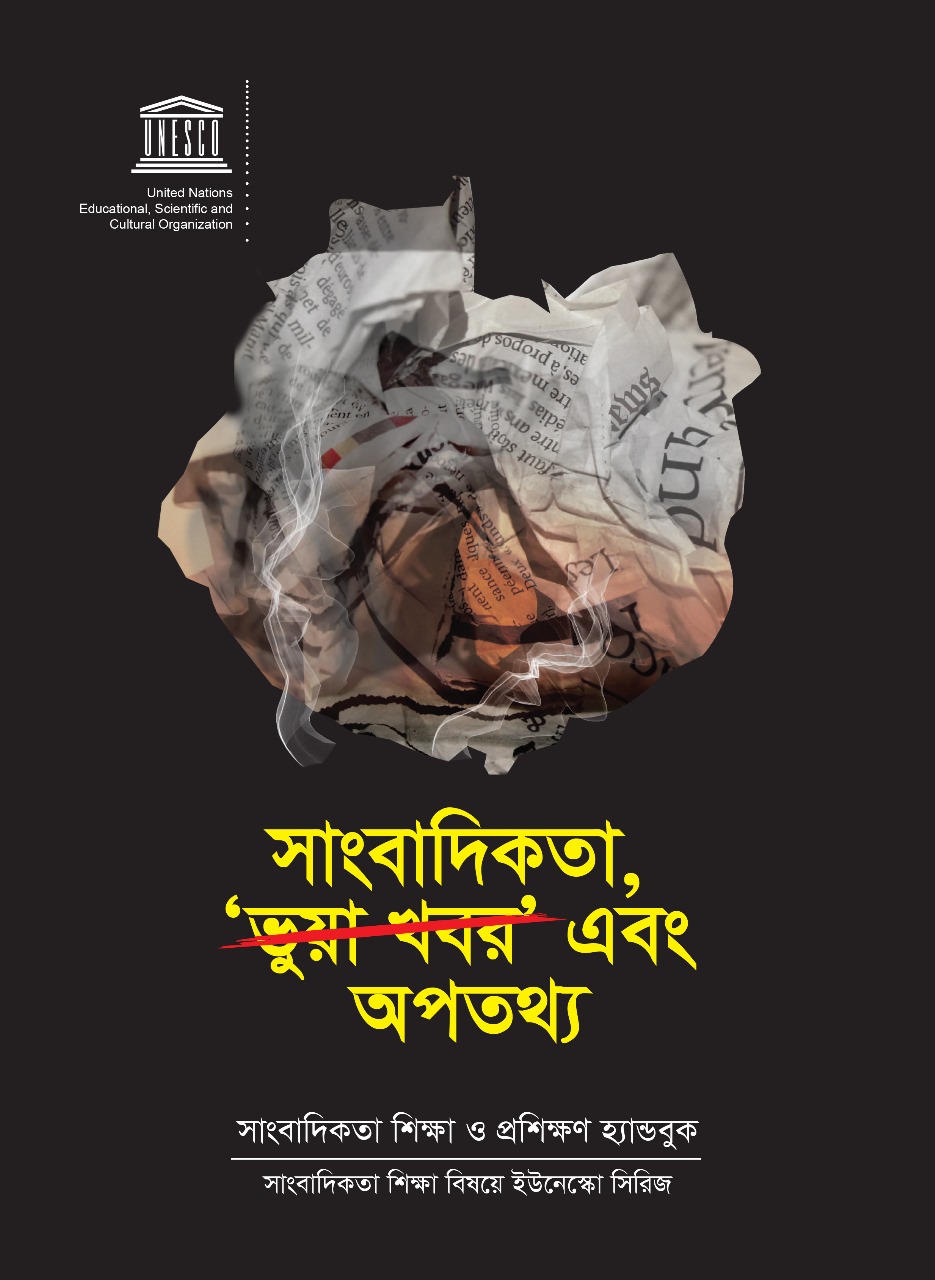 UNESCO
United Nations
Educational, Scientific and
Cultural Organization
সাংবাদিকতা,
‘ভুয়া খবর’ এবং
অপতথ্য
সাংবাদিকতা শিক্ষা ও প্রশিক্ষণ হ্যান্ডবুক
সাংবাদিকতা শিক্ষা বিষয়ে ইউনেস্কো সিরিজ